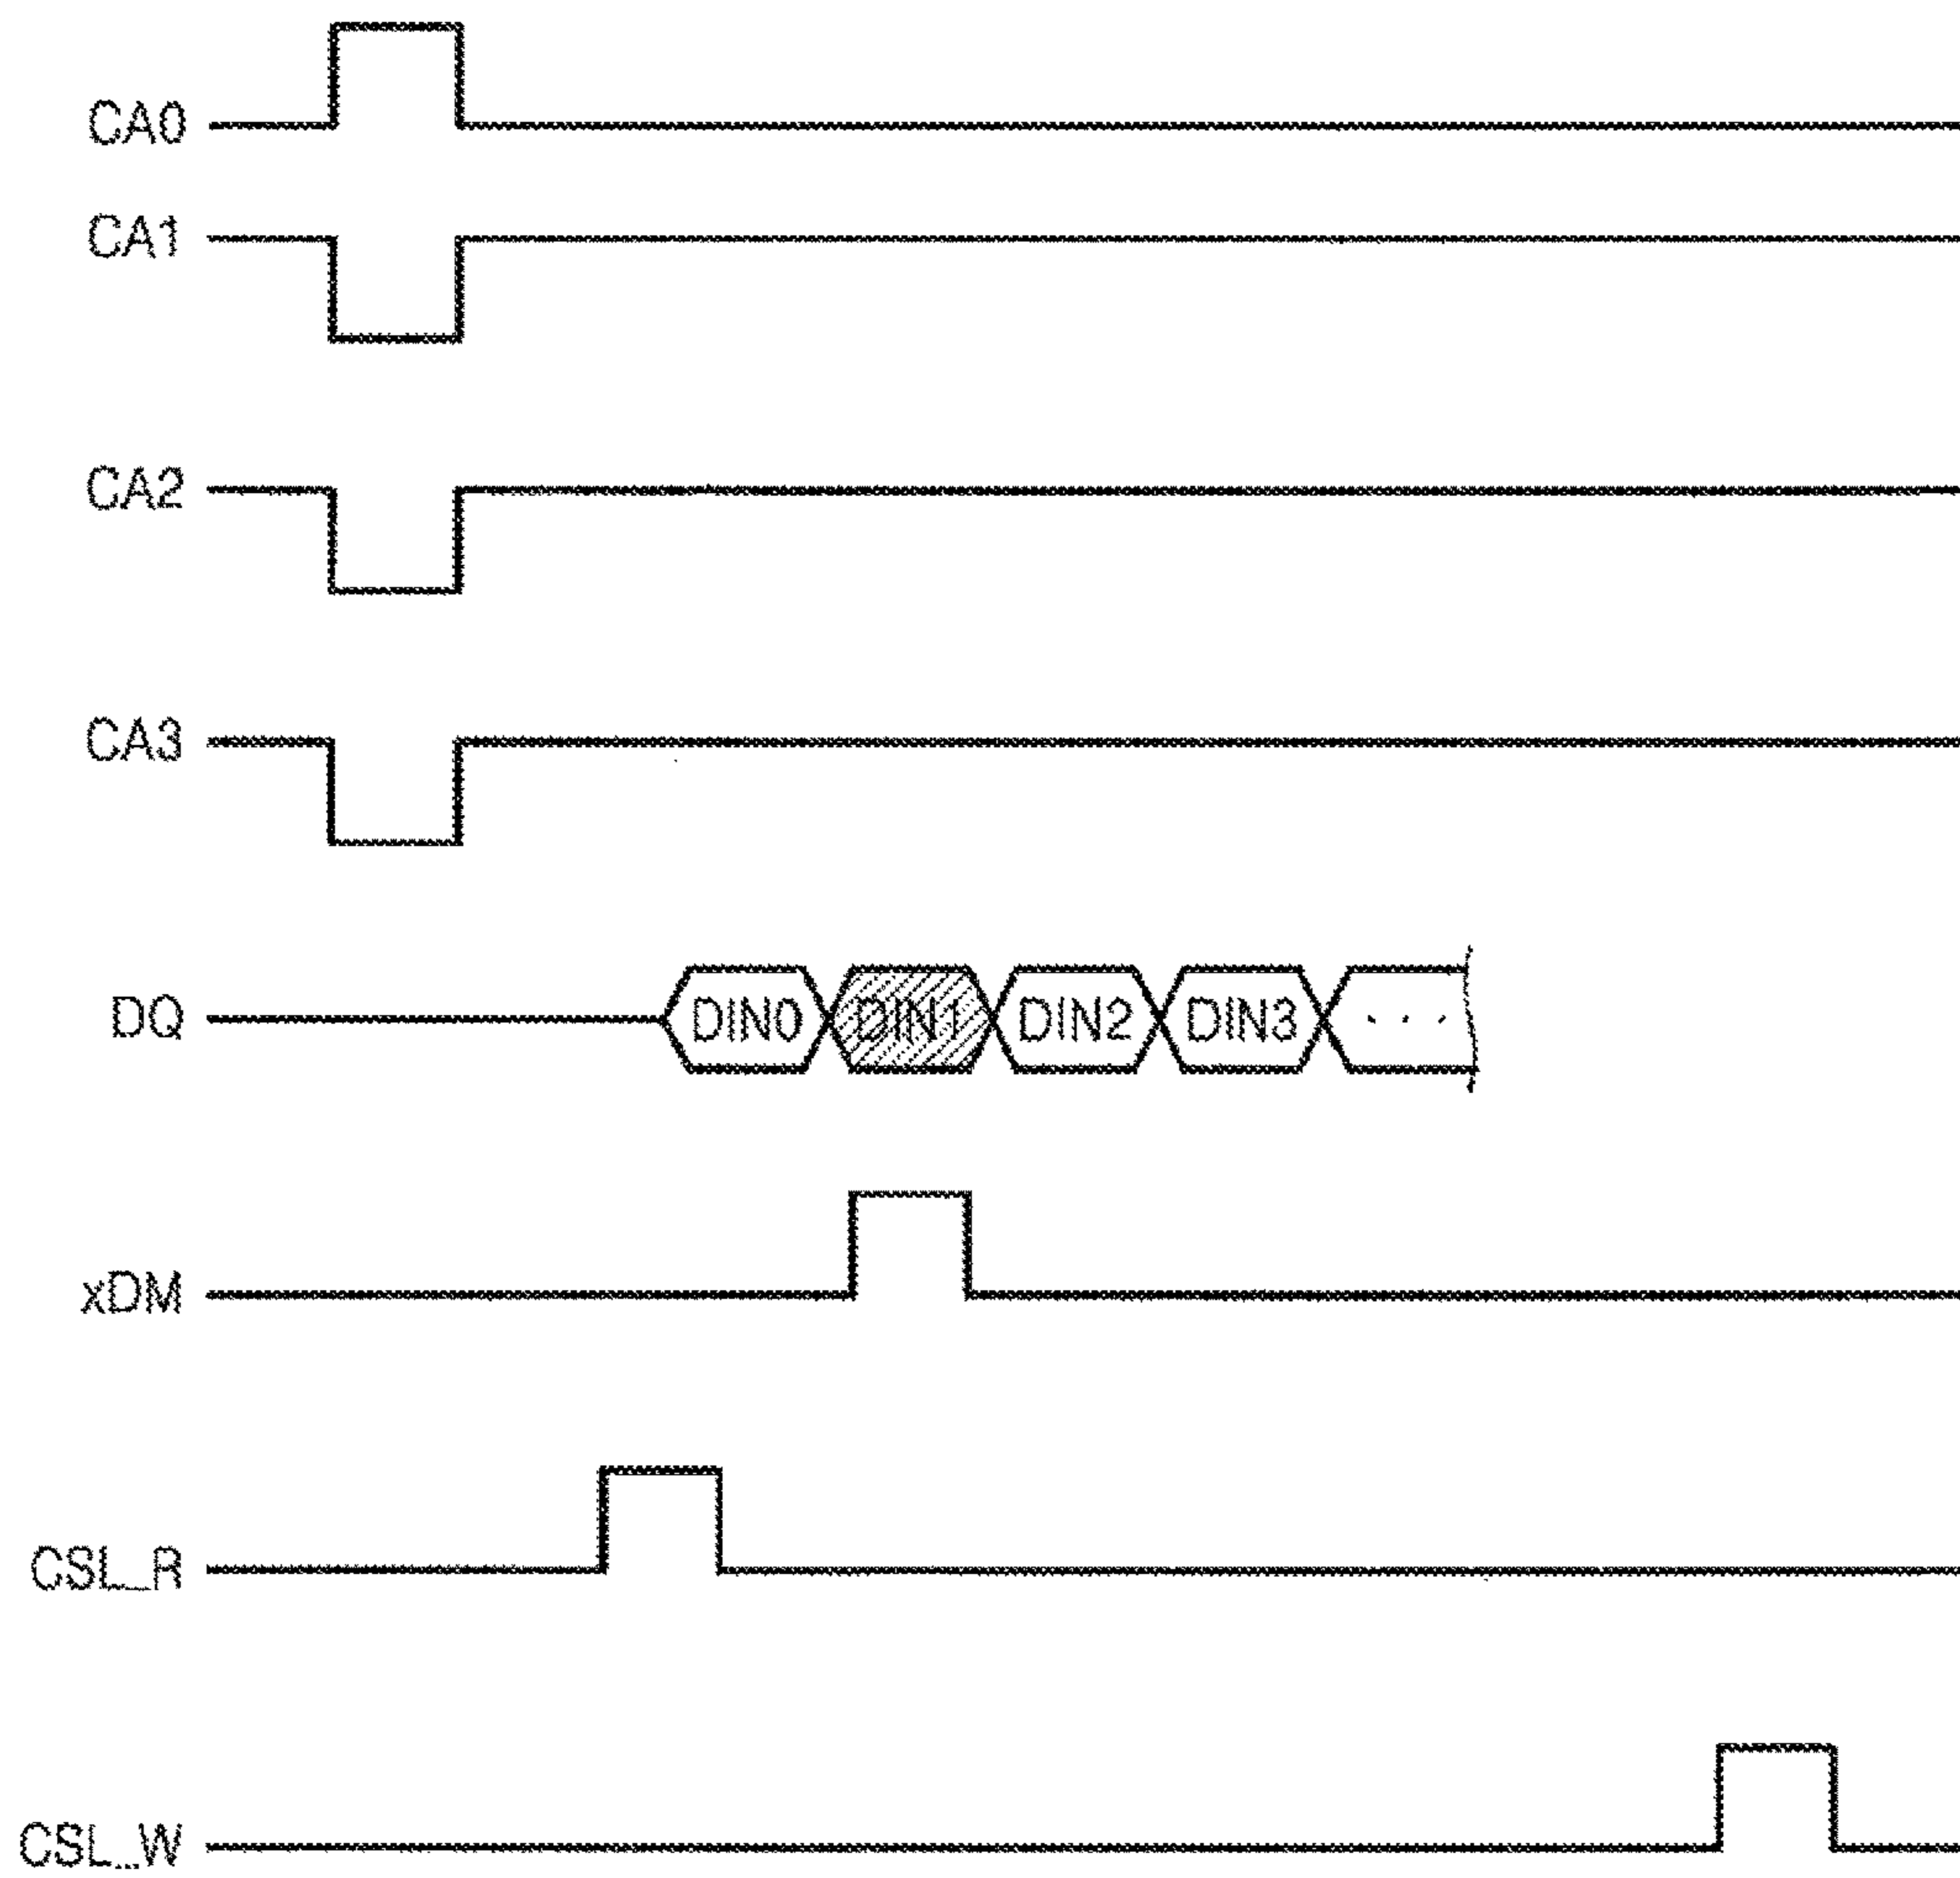 CA0
CA1
CA2
CA3
DQ DIN0 DIN1 DIN2 DIN3 . . .
xDM
CSL_R
CSL_W